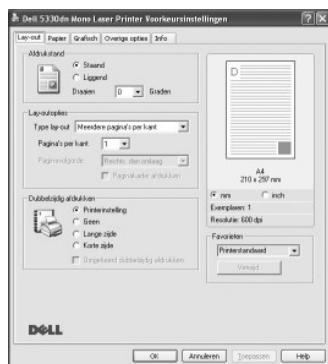 Dell 5330dn Mono Laser Printer Voorkeursinstellingen
Lay-out Papier Grafisch Overige opties Info
Afdrukstand
Staand
Liggend
Draaien 0 Graden
Lay-outopties
Type lay-out Meerdere pagina's per kant
Pagina's per kant 1
Paginavolgorde Rechts, dan omlaag
Paginakader afdrukken
Dubbelzijdig afdrukken
Printerinstelling
Geen
Lange zijde
Korte zijde
Omgekeerd dubbelzijdig afdrukken
A4
210 x 297 mm
mm inch
Exemplaren: 1
Resolutie: 600 dpi
Favorieten
Printerstandaard
Verwijd
DELL
OK Annuleren Toepassen Help